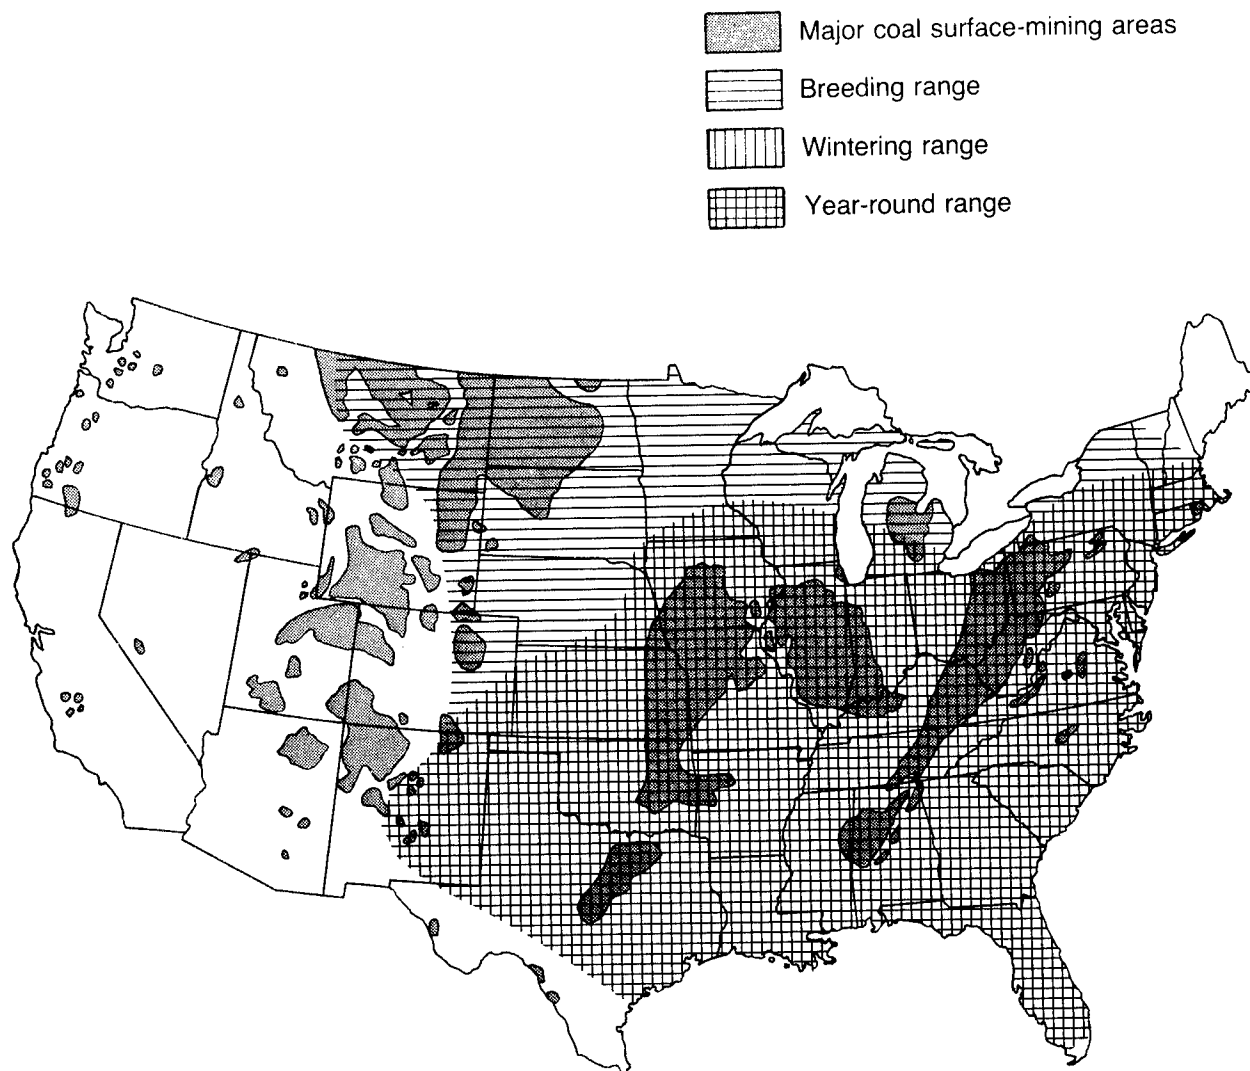 Major coal surface-mining areas
Breeding range
Wintering range
Year-round range